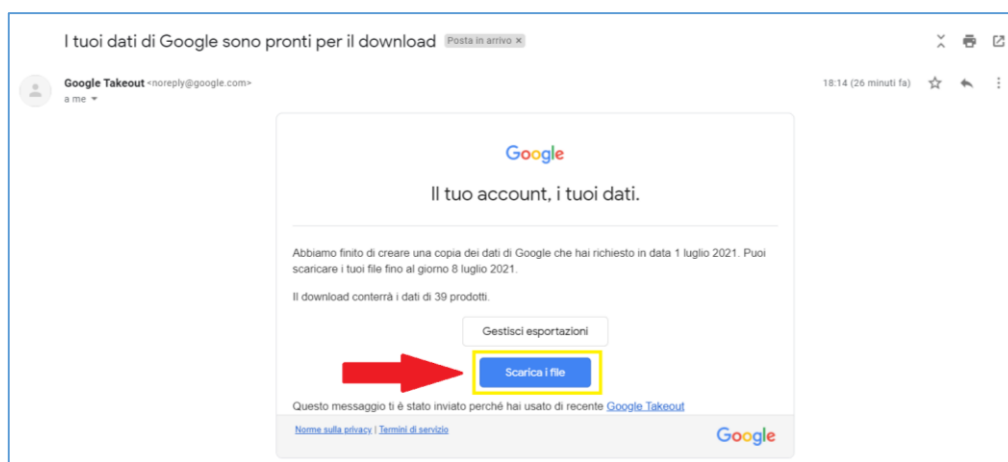 I tuoi dati di Google sono pronti per il download Posta in arrivo ×
Google Takeout <noreply@google.com>
18:14 (26 minuti fa)
a me
Google
Il tuo account, i tuoi dati.
Abbiamo finito di creare una copia dei dati di Google che hai richiesto in data 1 luglio 2021. Puoi
scaricare i tuoi file fino al giorno 8 luglio 2021.
Il download conterrà i dati di 39 prodotti.
Gestisci esportazioni
Scarica i file
Questo messaggio ti è stato inviato perché hai usato di recente Google Takeout
Norme sulla privacy | Termini di servizio
Google